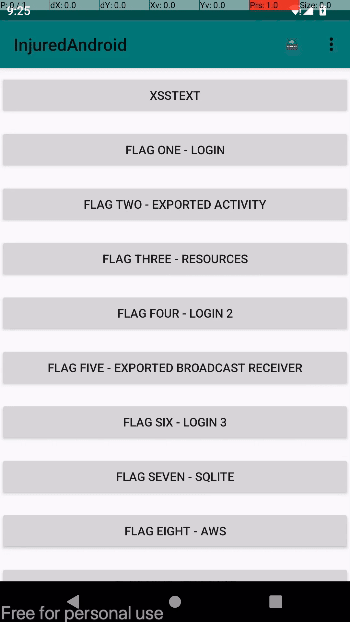 P: 0 / 1 dX: 0.0 dY: 0.0 Xv: 0.0 Yv: 0.0 Prs: 1.0 Size: 0.0
9:25
InjuredAndroid
XSSTEXT
FLAG ONE - LOGIN
FLAG TWO - EXPORTED ACTIVITY
FLAG THREE - RESOURCES
FLAG FOUR - LOGIN 2
FLAG FIVE - EXPORTED BROADCAST RECEIVER
FLAG SIX - LOGIN 3
FLAG SEVEN - SQLITE
FLAG EIGHT - AWS
Free for personal use